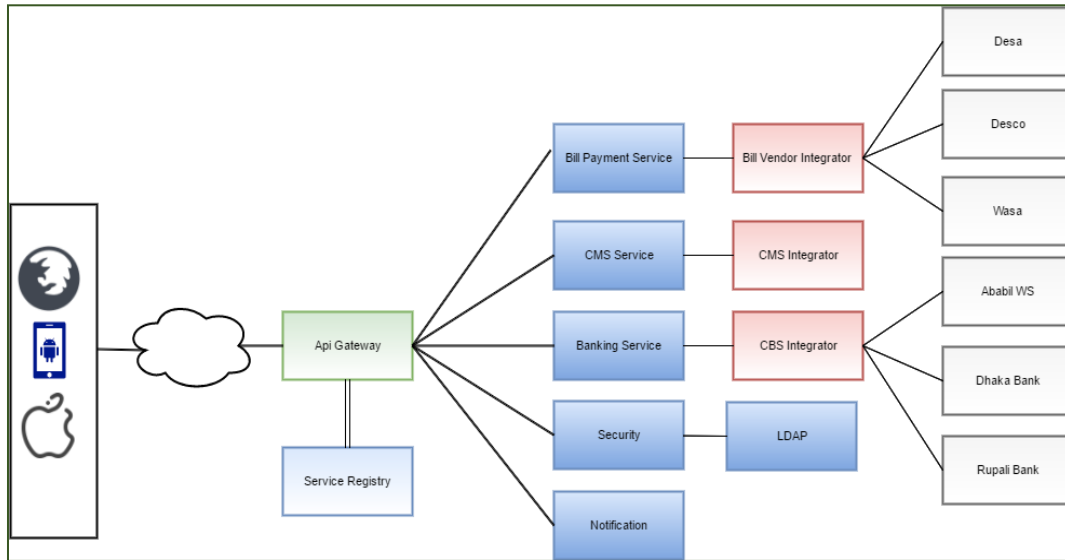 Desa
Desco
Bill Payment Service
Bill Vendor Integrator
Wasa
CMS Service
CMS Integrator
Ababil WS
Api Gateway
Banking Service
CBS Integrator
Dhaka Bank
Security
LDAP
Rupali Bank
Service Registry
Notification